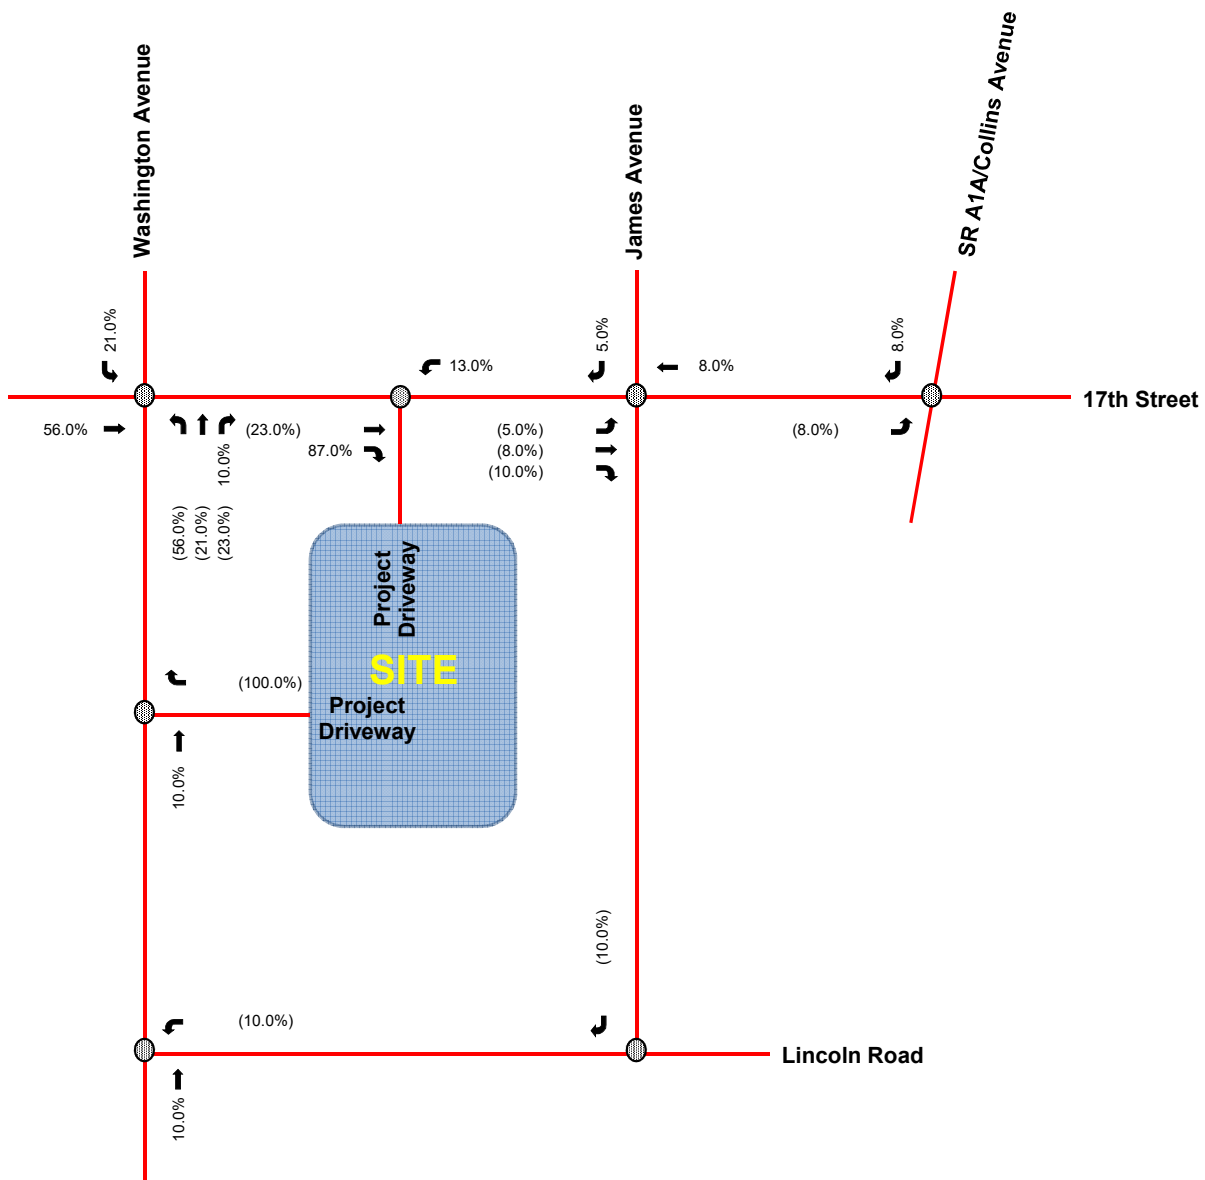 Washington Avenue
James Avenue
SR A1A/Collins Avenue
21.0%
5.0%
8.0%
13.0%
8.0%
17th Street
56.0%
(23.0%)
87.0%
10.0%
(5.0%)
(8.0%)
(10.0%)
(8.0%)
(56.0%)
(21.0%)
(23.0%)
Project
Driveway
SITE
(100.0%)
Project
Driveway
10.0%
(10.0%)
(10.0%)
Lincoln Road
10.0%